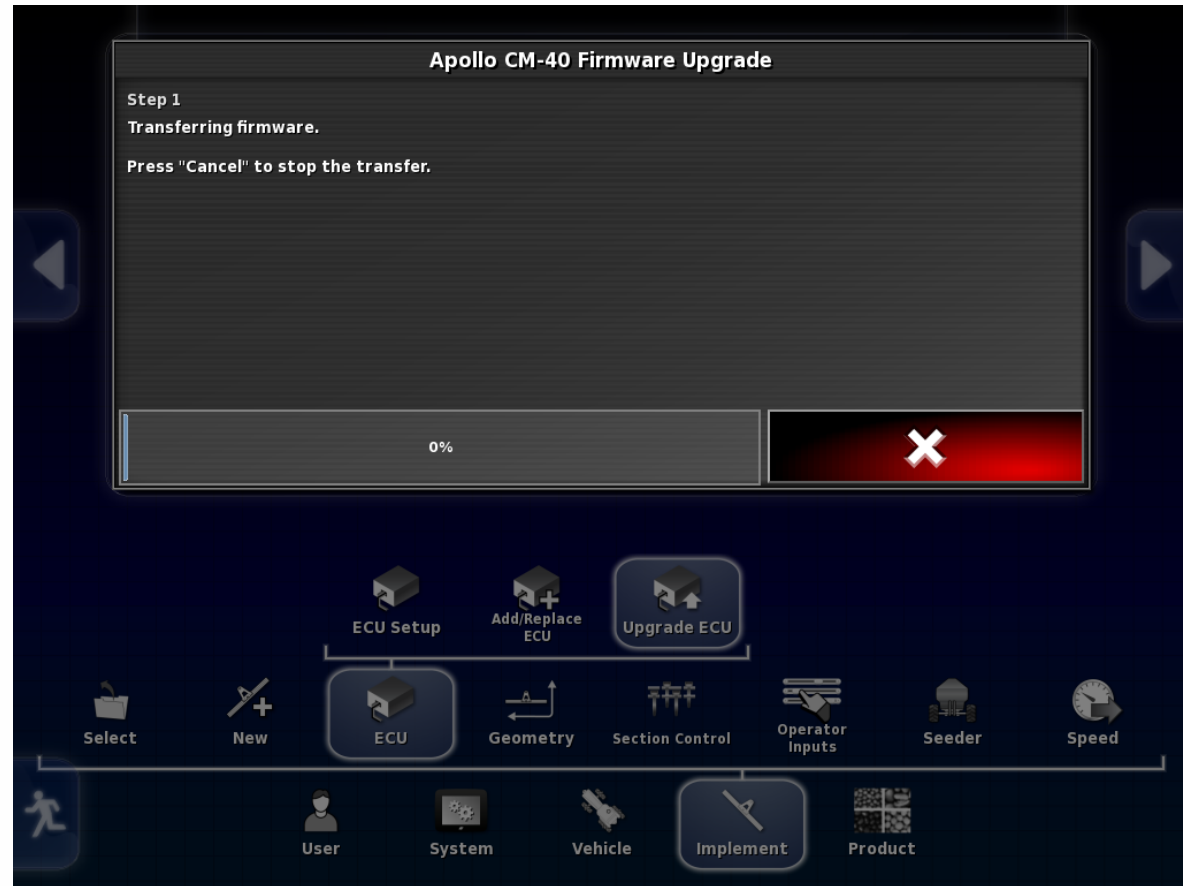 Apollo CM-40 Firmware Upgrade
Step 1
Transferring firmware.
Press "Cancel" to stop the transfer.
0%
ECU Setup
Add/Replace
ECU
Upgrade ECU
Select
New
ECU
Geometry
Section Control
Operator
Inputs
Seeder
Speed
User
System
Vehicle
Implement
Product